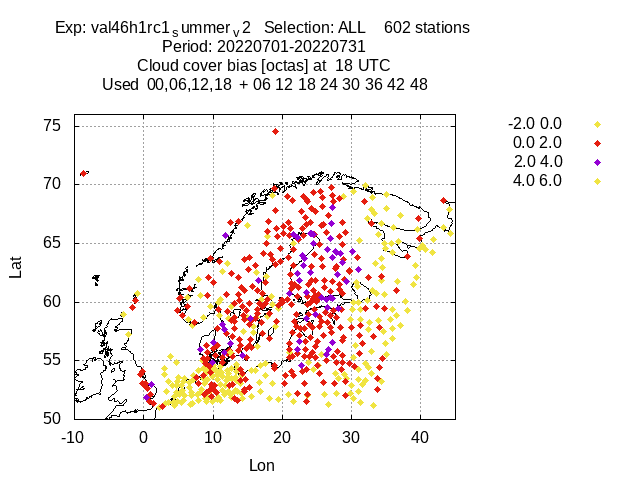 Exp: val46h1rc1summerv2 Selection: ALL 602 stations
Period: 20220701-20220731
Cloud cover bias [octas] at 18 UTC
Used 00,06,12,18 + 06 12 18 24 30 36 42 48
-2.0 0.0
0.0 2.0
2.0 4.0
4.0 6.0
75
70
65
60
55
50
Lat
-10 0 10 20 30 40
Lon